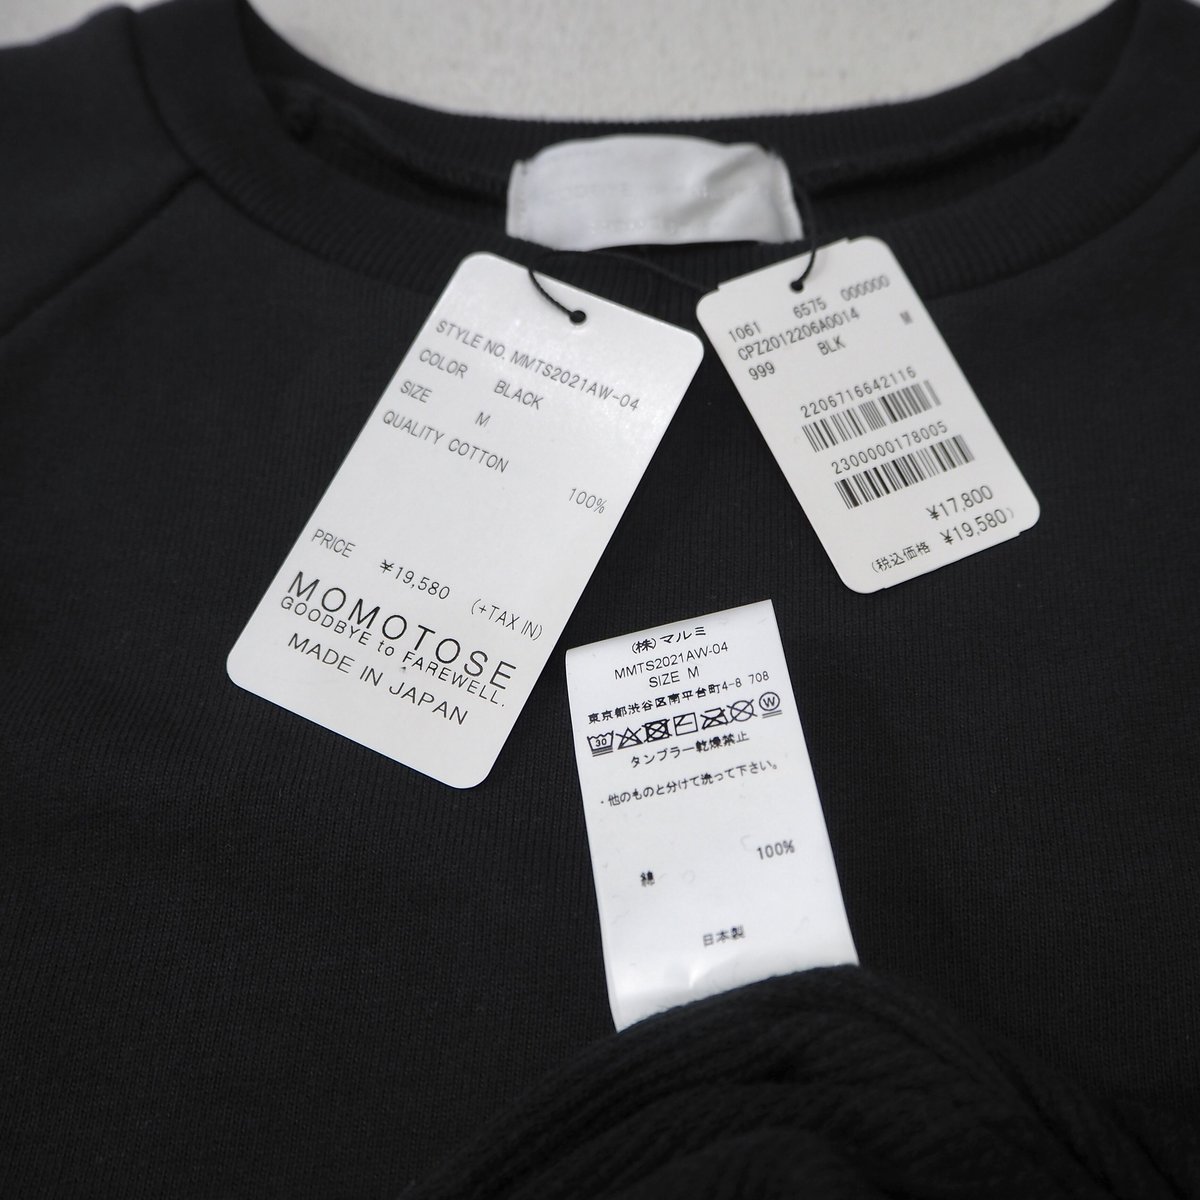 STYLE NO. MMTS2021AW-04
COLOR BLACK
SIZE M
QUALITY COTTON
100%
PRICE ¥19,580 (+TAX IN)
MOMOTOSE
GOODBYE to FAREWELL.
MADE IN JAPAN
1061 6575 000000
CPZ2012206A0014 M
999 BLK
2206716642116
2300000178005
¥17,800
(税込価格 ¥19,580)
(株)マルミ
MMTS2021AW-04
SIZE M
東京都渋谷区南平台町4-8 708
30
W
タンブラー乾燥禁止
・他のものと分けて洗って下さい。
綿 100%
日本製